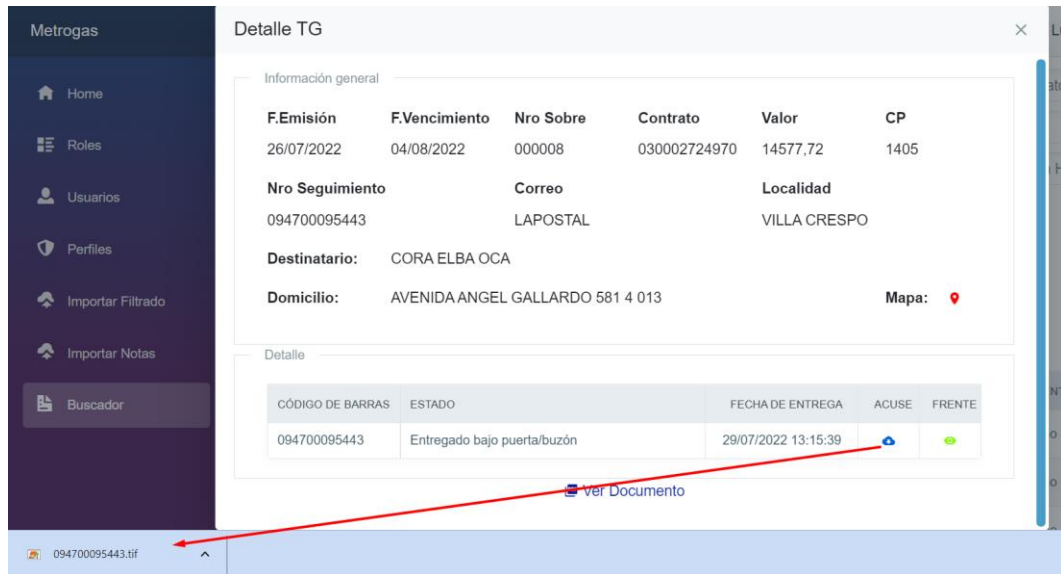 Metrogas
Detalle TG
Home
Roles
Usuarios
Perfiles
Importar Filtrado
Importar Notas
Buscador
Información general
F.Emisión F.Vencimiento Nro Sobre Contrato Valor CP
26/07/2022 04/08/2022 000008 030002724970 14577,72 1405
Nro Seguimiento Correo Localidad
094700095443 LAPOSTAL VILLA CRESPO
Destinatario: CORA ELBA OCA
Domicilio: AVENIDA ANGEL GALLARDO 581 4 013 Mapa:
Detalle
CÓDIGO DE BARRAS ESTADO FECHA DE ENTREGA ACUSE FRENTE
094700095443 Entregado bajo puerta/buzón 29/07/2022 13:15:39
Ver Documento
094700095443.tif